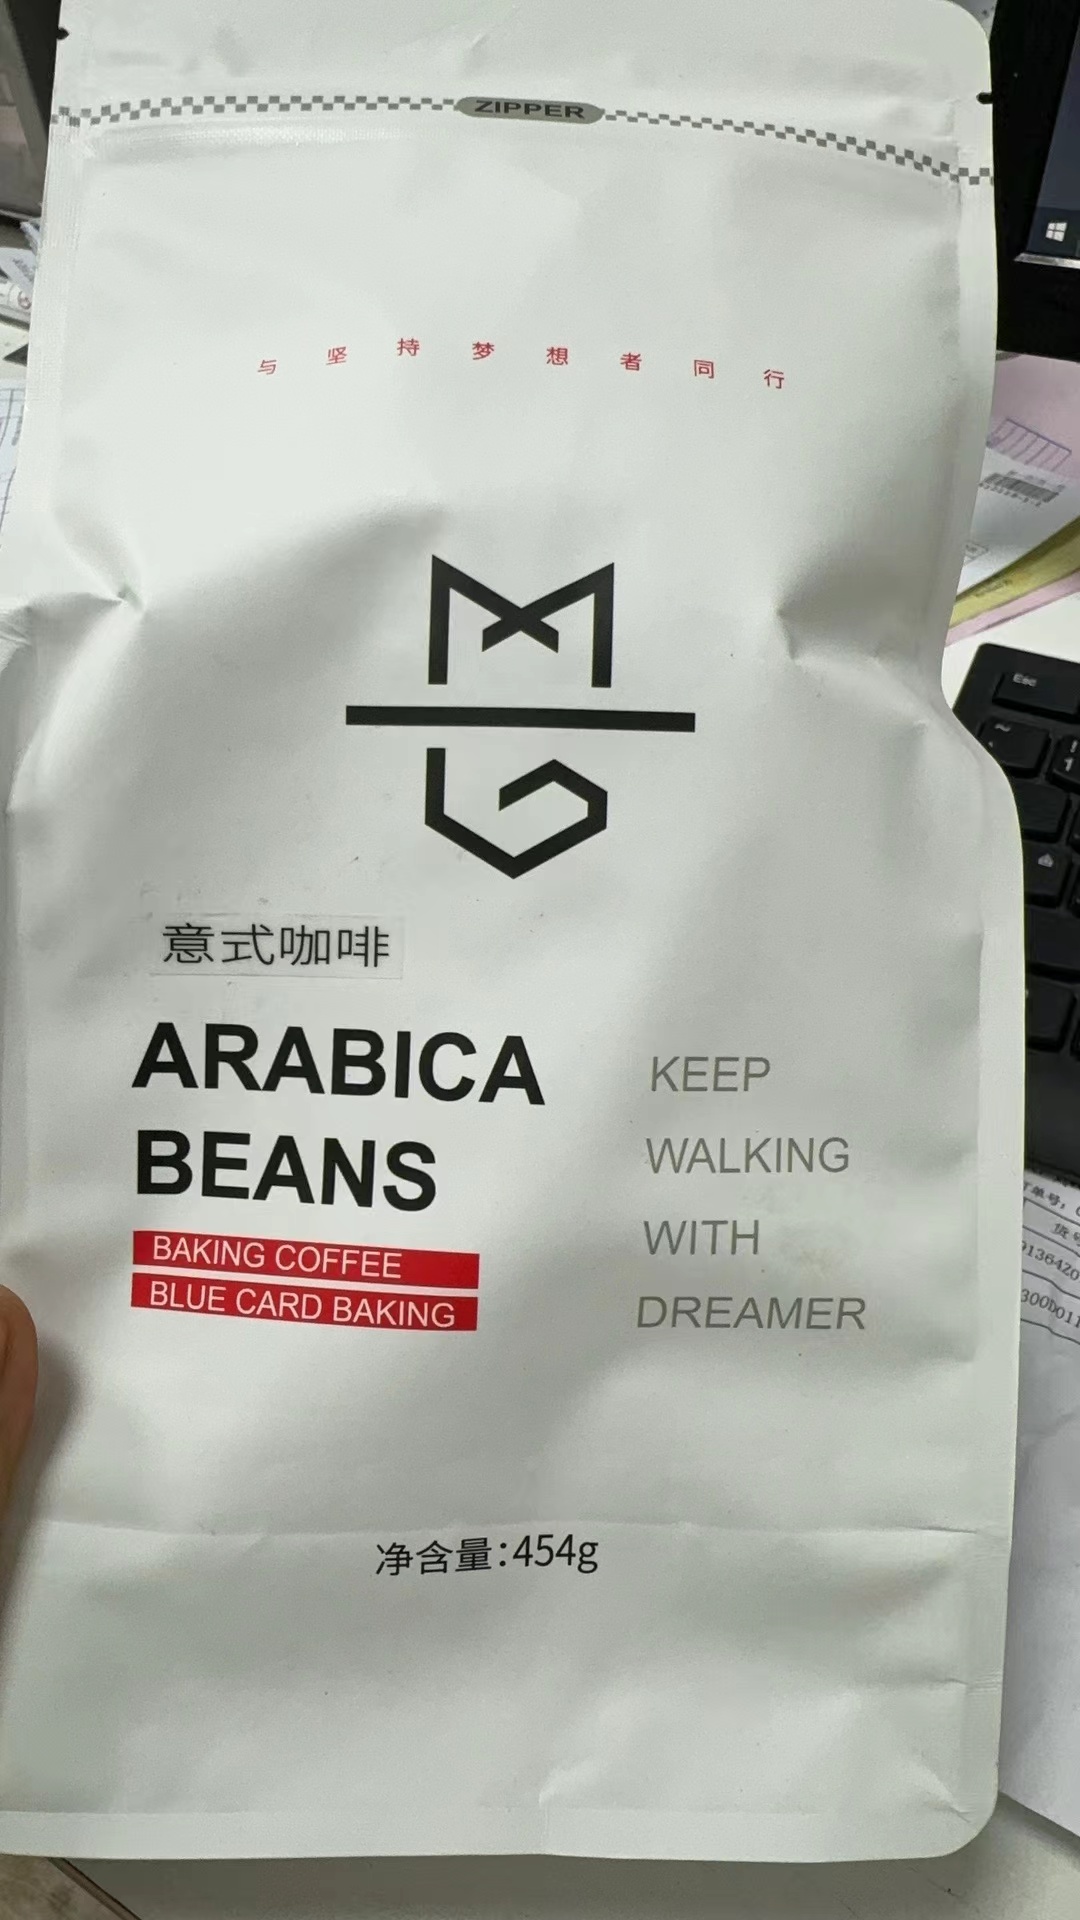 ZIPPER
与坚持梦想者同行
意式咖啡
ARABICA
BEANS
BAKING COFFEE
BLUE CARD BAKING
KEEP
WALKING
WITH
DREAMER
净含量:454g
Esc